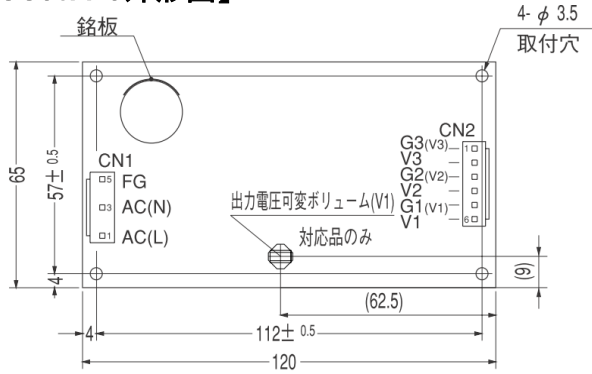 4- φ 3.5
取付穴
銘板
CN1
5 FG
3 AC(N)
1 AC(L)
CN2
G3(V3) 1
V3
G2(V2)
V2
G1(V1)
V1 6
出力電圧可変ボリューム(V1)
対応品のみ
65
57± 0.5
4
(9)
(62.5)
4
112± 0.5
120